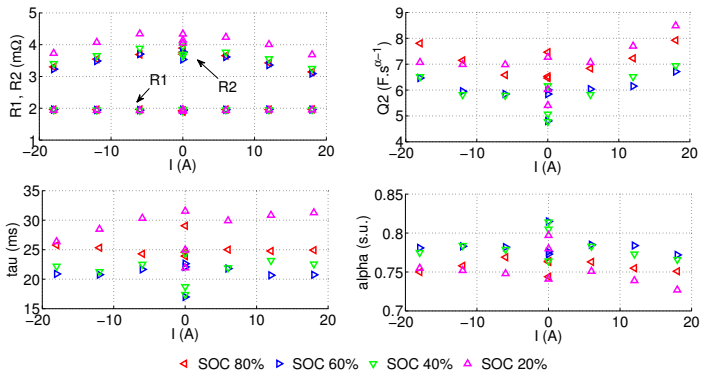 5
4
3
2
1
R1, R2 (mΩ)
R1
R2
−20 −10 0 10 20
I (A)
9
8
7
6
5
4
Q2 (F.s^α−1)
−20 −10 0 10 20
I (A)
35
30
25
20
15
tau (ms)
−20 −10 0 10 20
I (A)
0.85
0.8
0.75
0.7
alpha (s.u.)
−20 −10 0 10 20
I (A)
SOC 80% SOC 60% SOC 40% SOC 20%